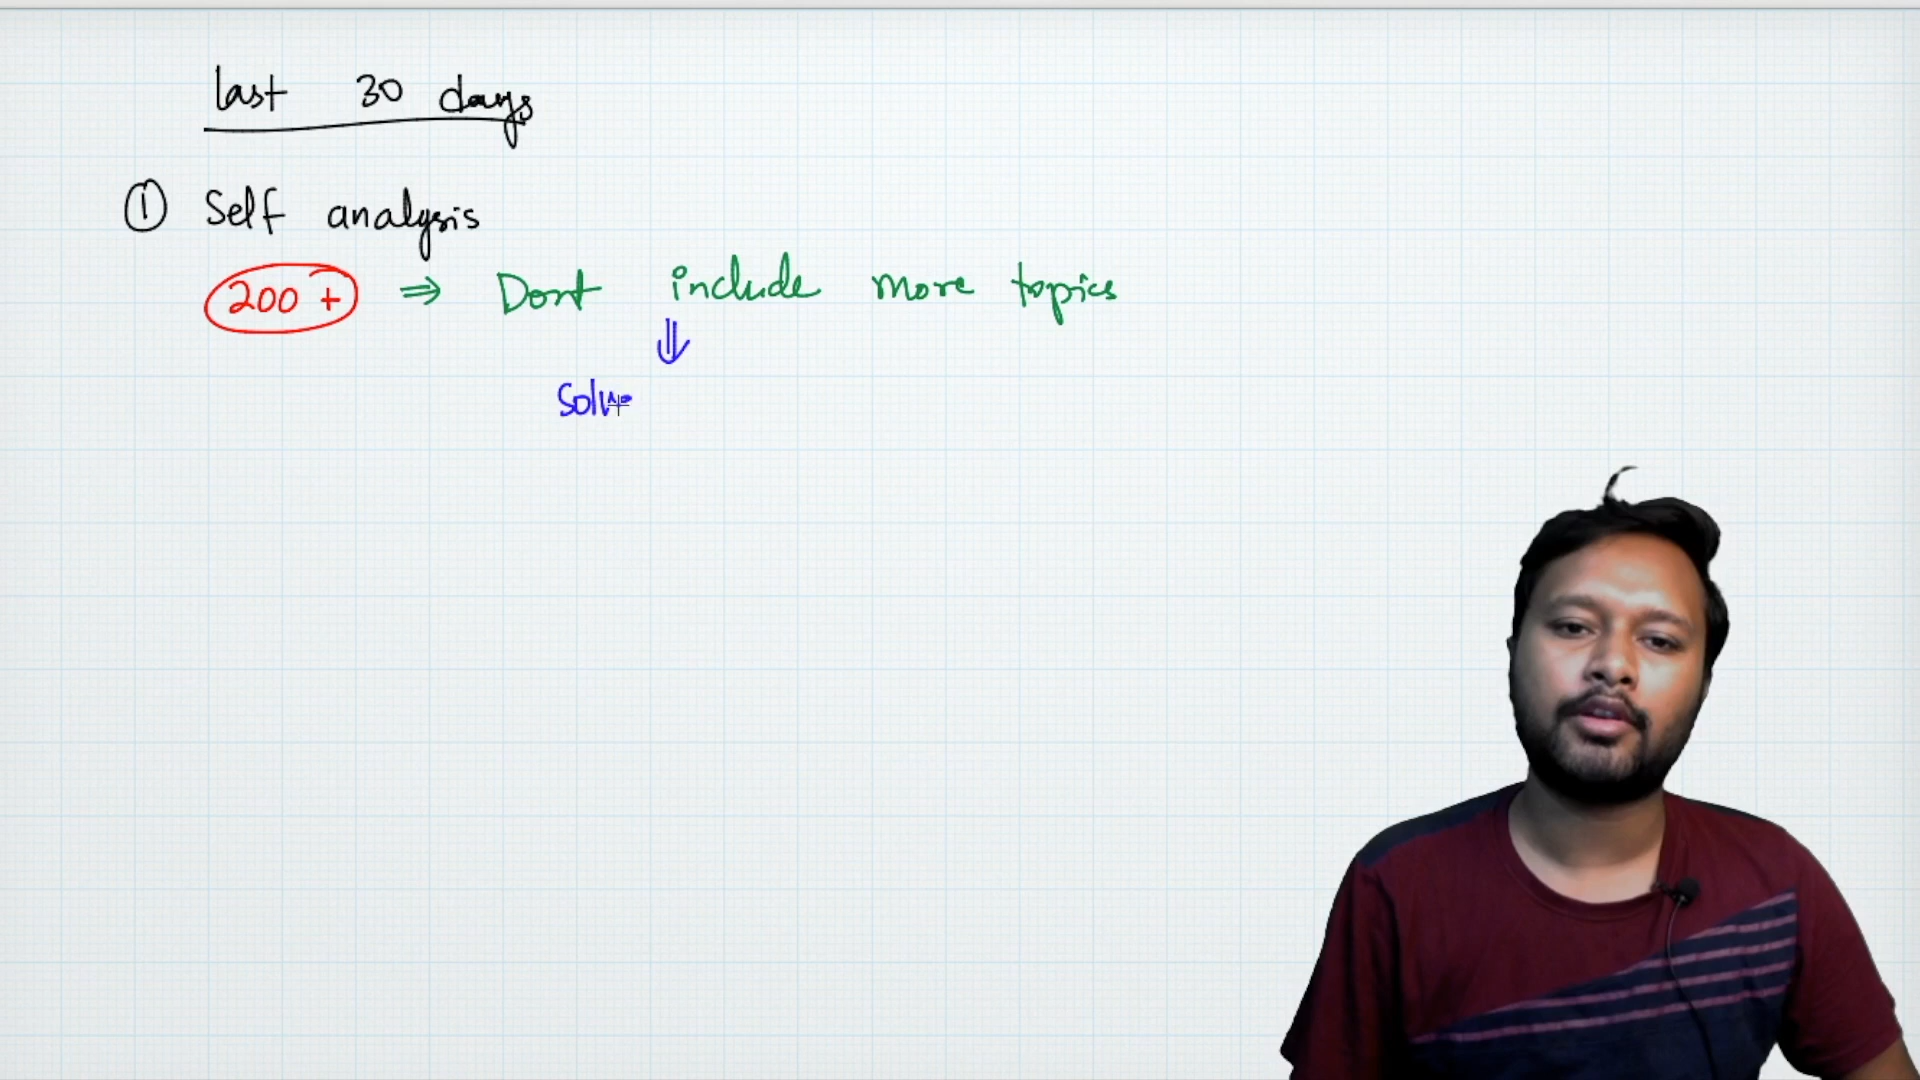 last 30 days
① Self analysis
200 + ⇒ Dont include more topics
⇓
Solve